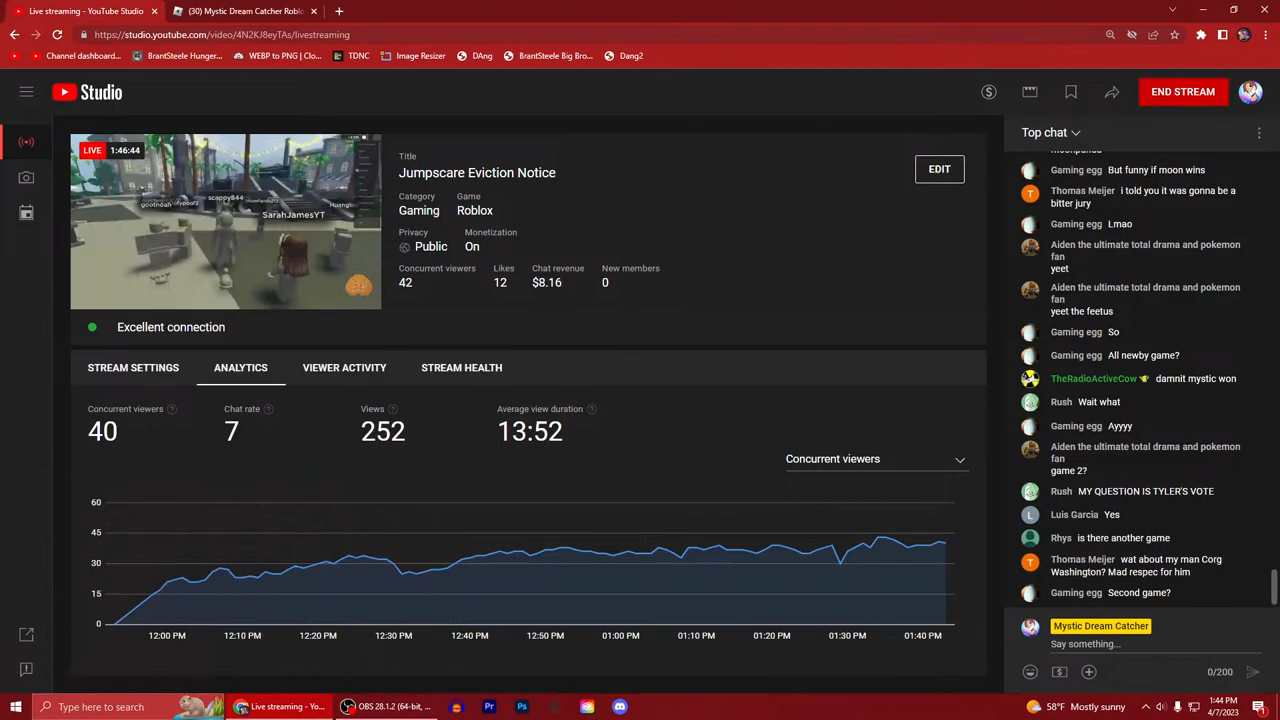 Live streaming - YouTube Studio
(30) Mystic Dream Catcher Roblo
studio.youtube.com/video/4N2KJ8eyTAs/livestreaming
Channel dashboard...
BrantSteele Hunger...
WEBP to PNG | Clo...
TDNC
Image Resizer
DAng
BrantSteele Big Bro...
Dang2
Studio
END STREAM
LIVE 1:46:44
scappy844
SarahJamesYT
Title
Jumpscare Eviction Notice
Category
Game
Gaming
Roblox
Privacy
Monetization
Public
On
Concurrent viewers
Likes
Chat revenue
New members
42
12
$8.16
0
EDIT
Excellent connection
STREAM SETTINGS
ANALYTICS
VIEWER ACTIVITY
STREAM HEALTH
Concurrent viewers
Chat rate
Views
Average view duration
40
7
252
13:52
Concurrent viewers
60
45
30
15
0
12:00 PM
12:10 PM
12:20 PM
12:30 PM
12:40 PM
12:50 PM
01:00 PM
01:10 PM
01:20 PM
01:30 PM
01:40 PM
Top chat
Gaming egg But funny if moon wins
Thomas Meijer i told you it was gonna be a
bitter jury
Gaming egg Lmao
Aiden the ultimate total drama and pokemon
fan
yeet
Aiden the ultimate total drama and pokemon
fan
yeet the feetus
Gaming egg So
Gaming egg All newby game?
TheRadioActiveCow damnit mystic won
Rush Wait what
Gaming egg Ayyyy
Aiden the ultimate total drama and pokemon
fan
game 2?
Rush MY QUESTION IS TYLER'S VOTE
Luis Garcia Yes
Rhys is there another game
Thomas Meijer wat about my man Corg
Washington? Mad respec for him
Gaming egg Second game?
Mystic Dream Catcher
Say something...
0/200
Type here to search
Live streaming - Yo...
OBS 28.1.2 (64-bit, ...
58°F Mostly sunny
1:44 PM
4/7/2023